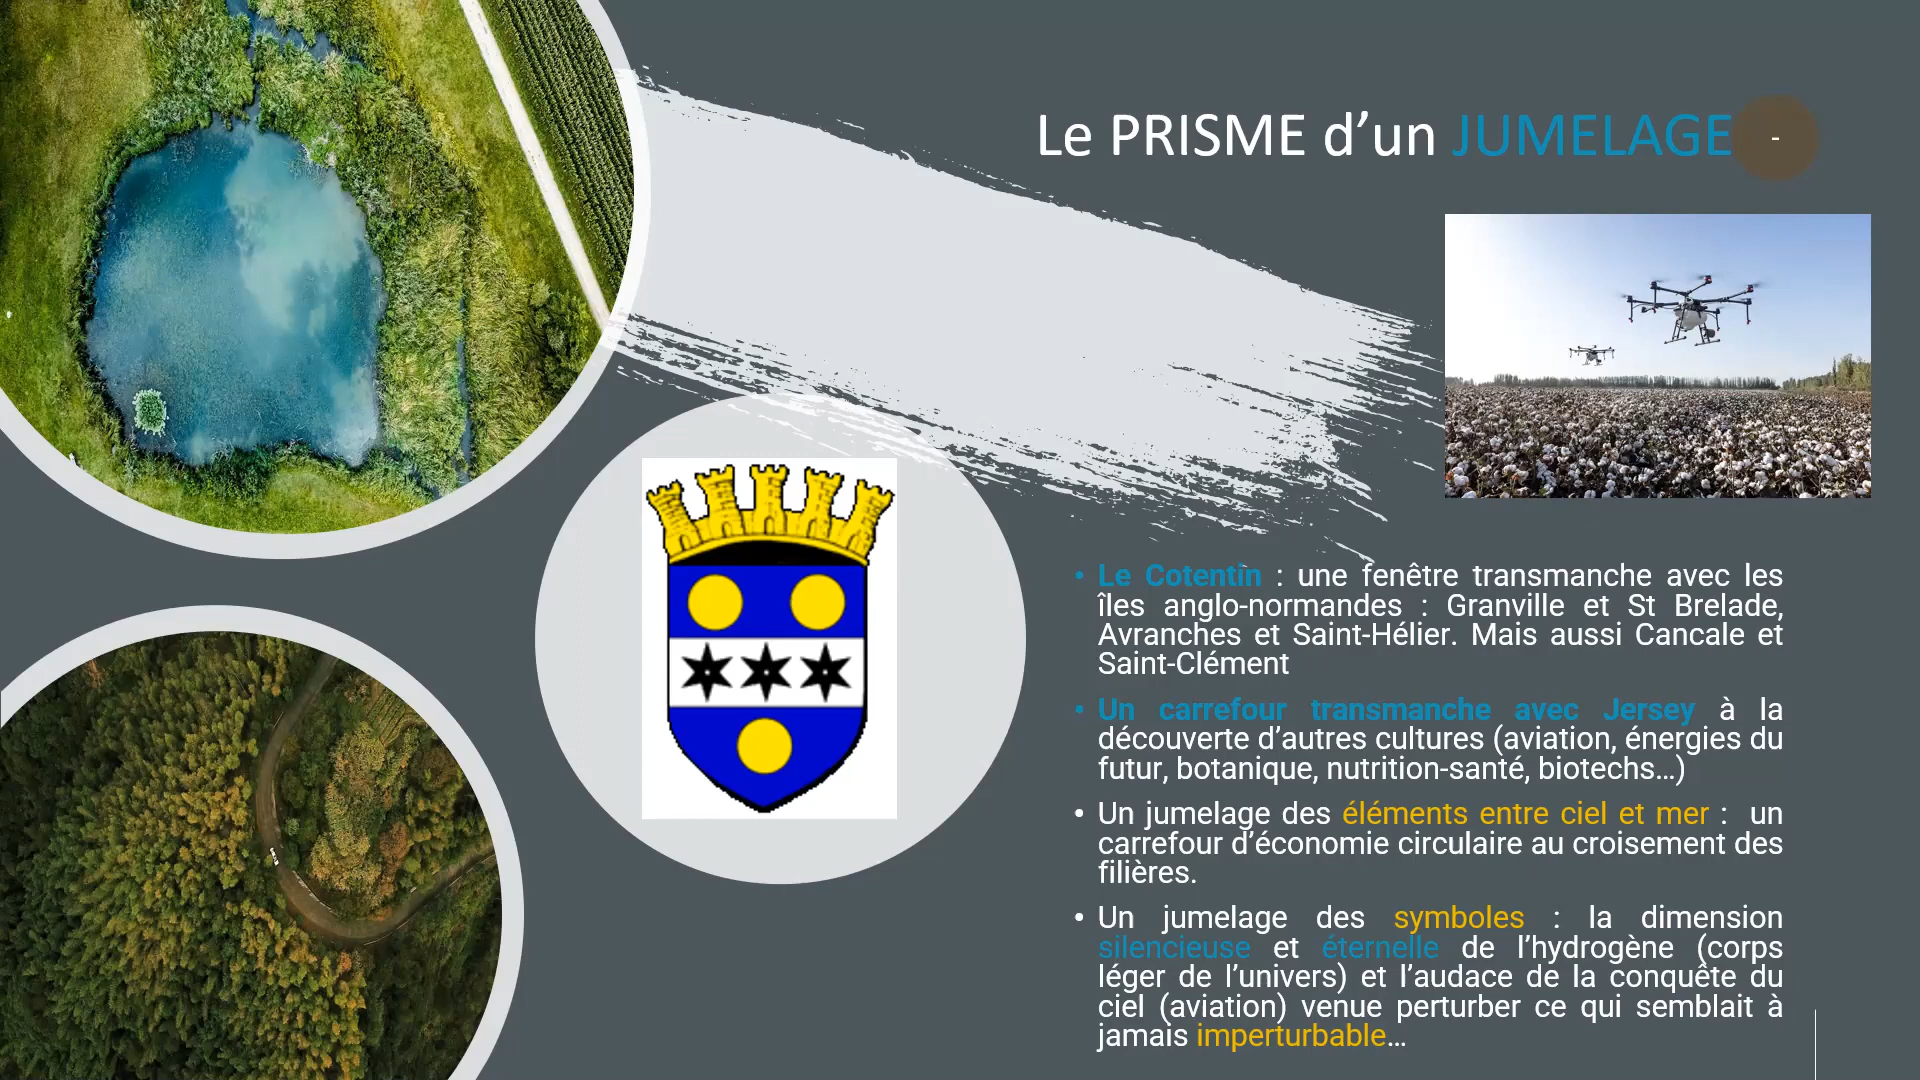 Le PRISME d’un JUMELAGE
-
• Le Cotentin : une fenêtre transmanche avec les
îles anglo-normandes : Granville et St Brelade,
Avranches et Saint-Hélier. Mais aussi Cancale et
Saint-Clément
• Un carrefour transmanche avec Jersey à la
découverte d’autres cultures (aviation, énergies du
futur, botanique, nutrition-santé, biotechs…)
• Un jumelage des éléments entre ciel et mer : un
carrefour d’économie circulaire au croisement des
filières.
• Un jumelage des symboles : la dimension
silencieuse et éternelle de l’hydrogène (corps
léger de l’univers) et l’audace de la conquête du
ciel (aviation) venue perturber ce qui semblait à
jamais imperturbable…